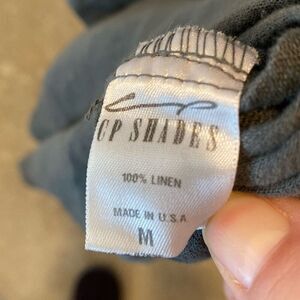 CP SHADES
100% LINEN
MADE IN U.S.A
M